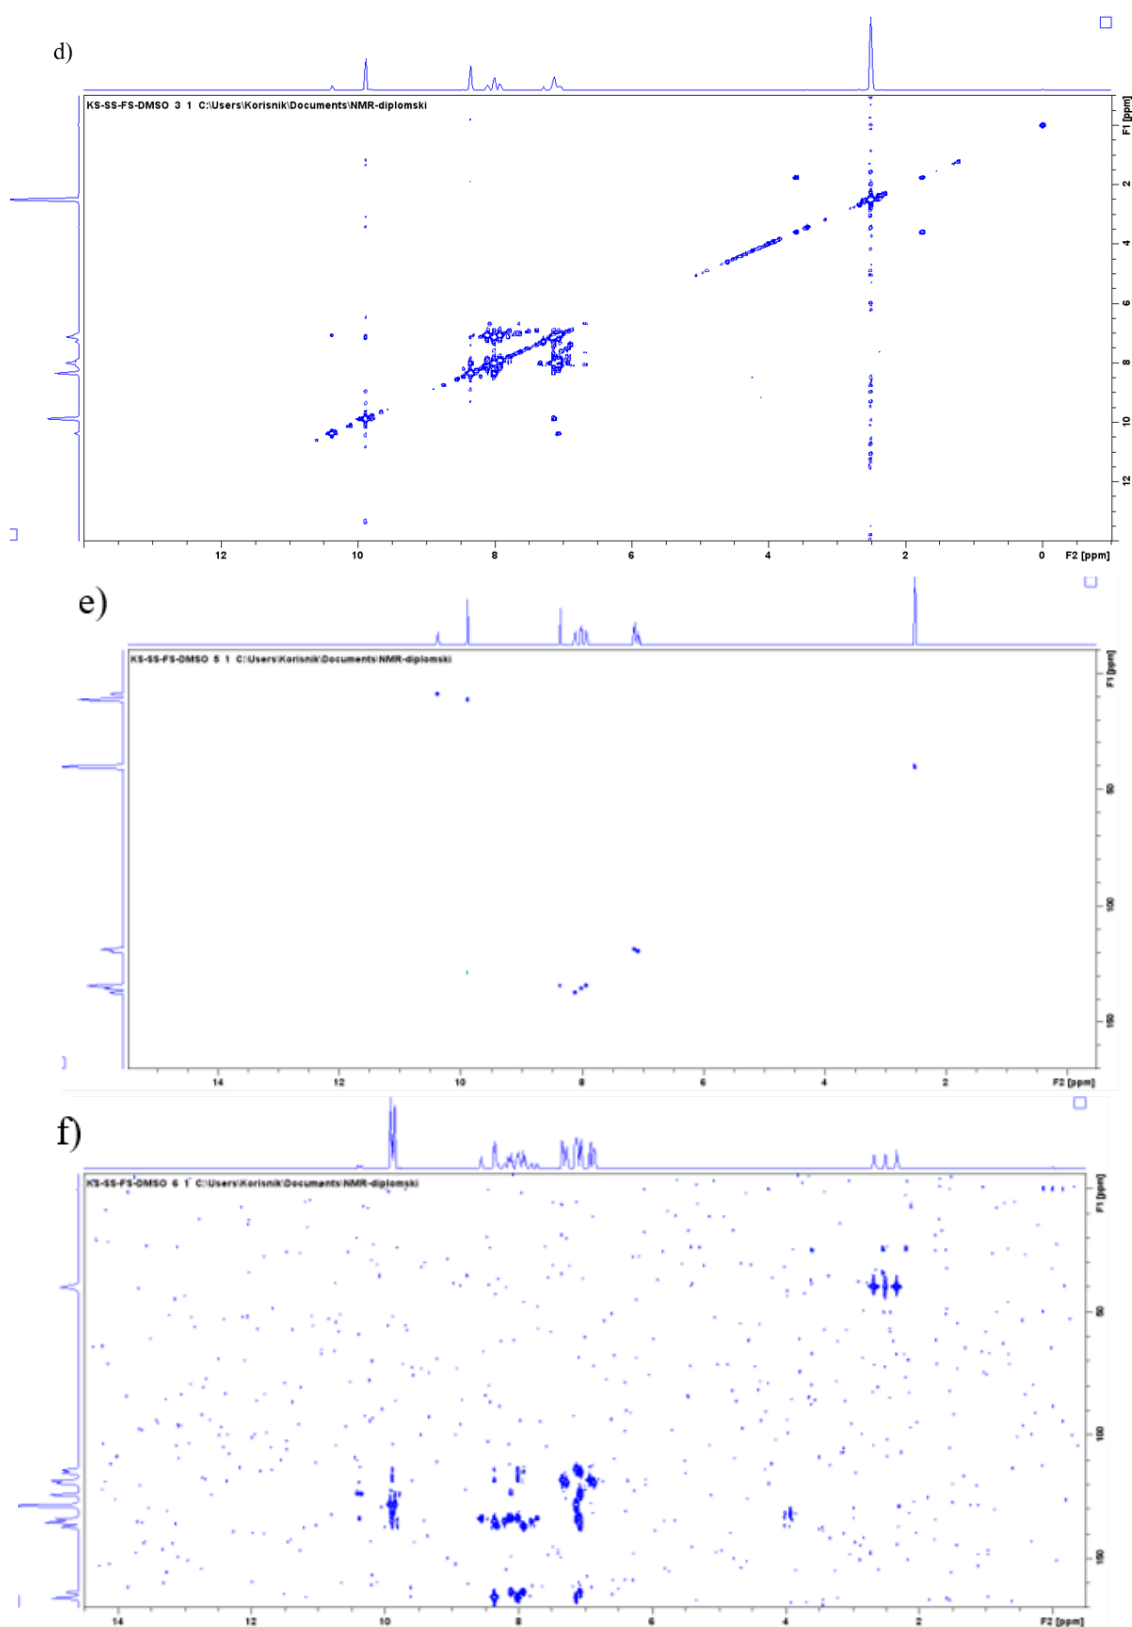 d)
KS-SS-FS-DMSO 3 1 C:\Users\Korisnik\Documents\NMR-diplomski
F1 [ppm]
2
4
6
8
10
12
12 10 8 6 4 2 0 F2 [ppm]
e)
KS-SS-FS-DMSO 5 1 C:\Users\Korisnik\Documents\NMR-diplomski
F1 [ppm]
50
100
150
14 12 10 8 6 4 2 F2 [ppm]
f)
KS-SS-FS-DMSO 6 1 C:\Users\Korisnik\Documents\NMR-diplomski
F1 [ppm]
50
100
150
14 12 10 8 6 4 2 F2 [ppm]